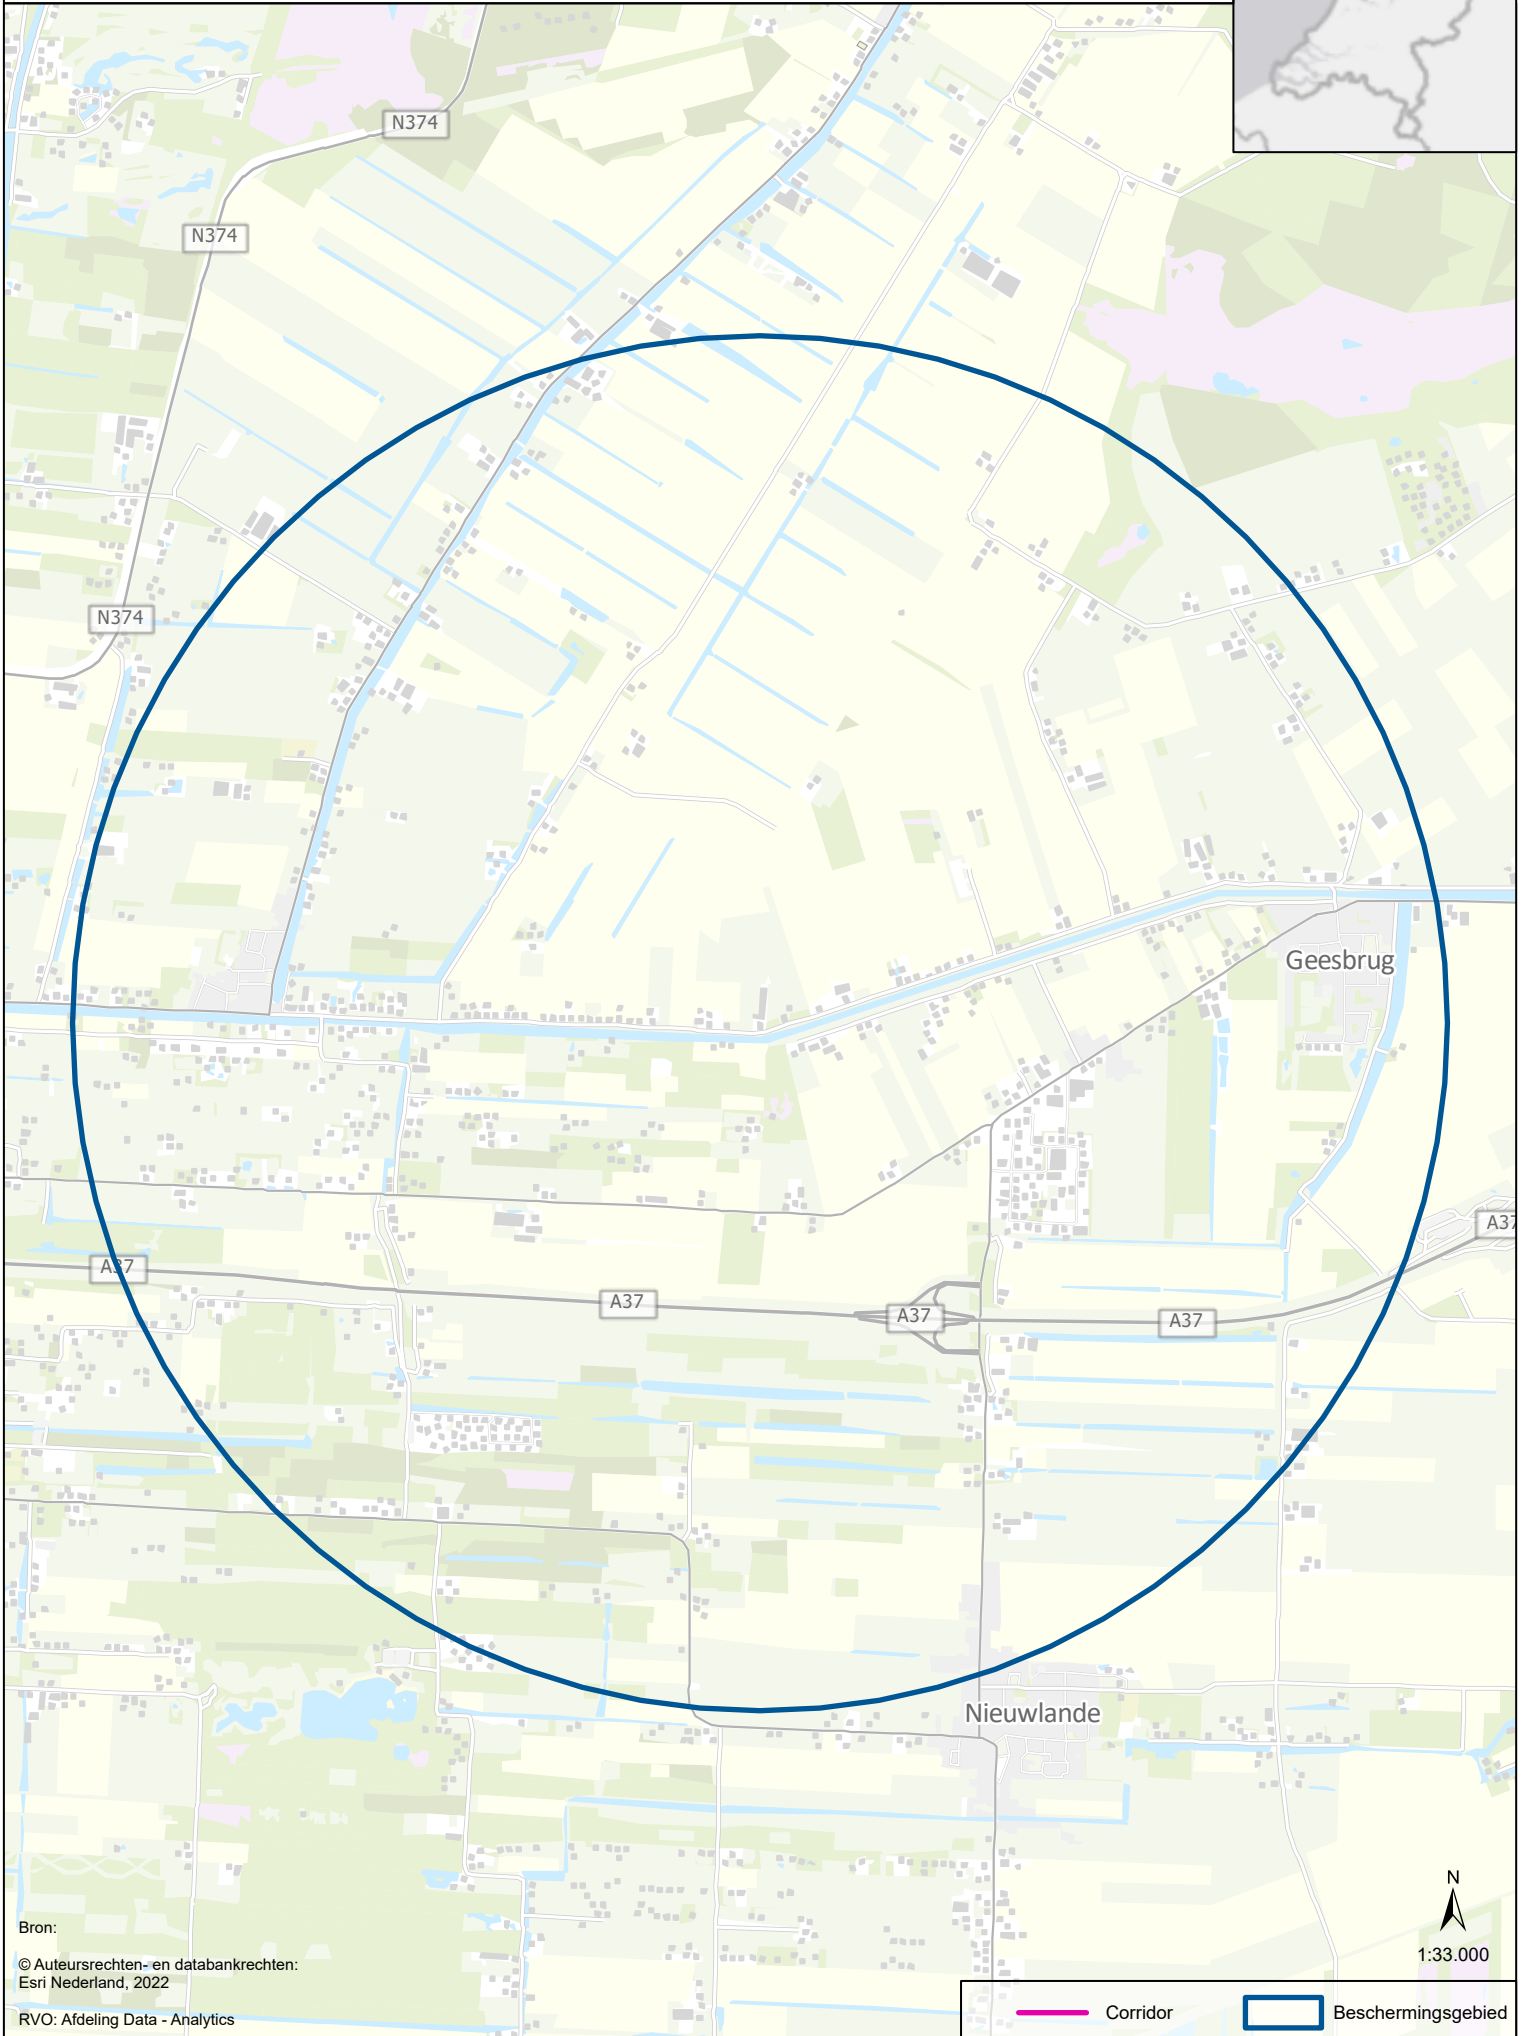 N374
N374
N374
Geesbrug
A37
A37
A37
A37
A37
Nieuwlande
N
1:33.000
Bron:
© Auteursrechten- en databankrechten:
Esri Nederland, 2022
RVO: Afdeling Data - Analytics
Corridor
Beschermingsgebied